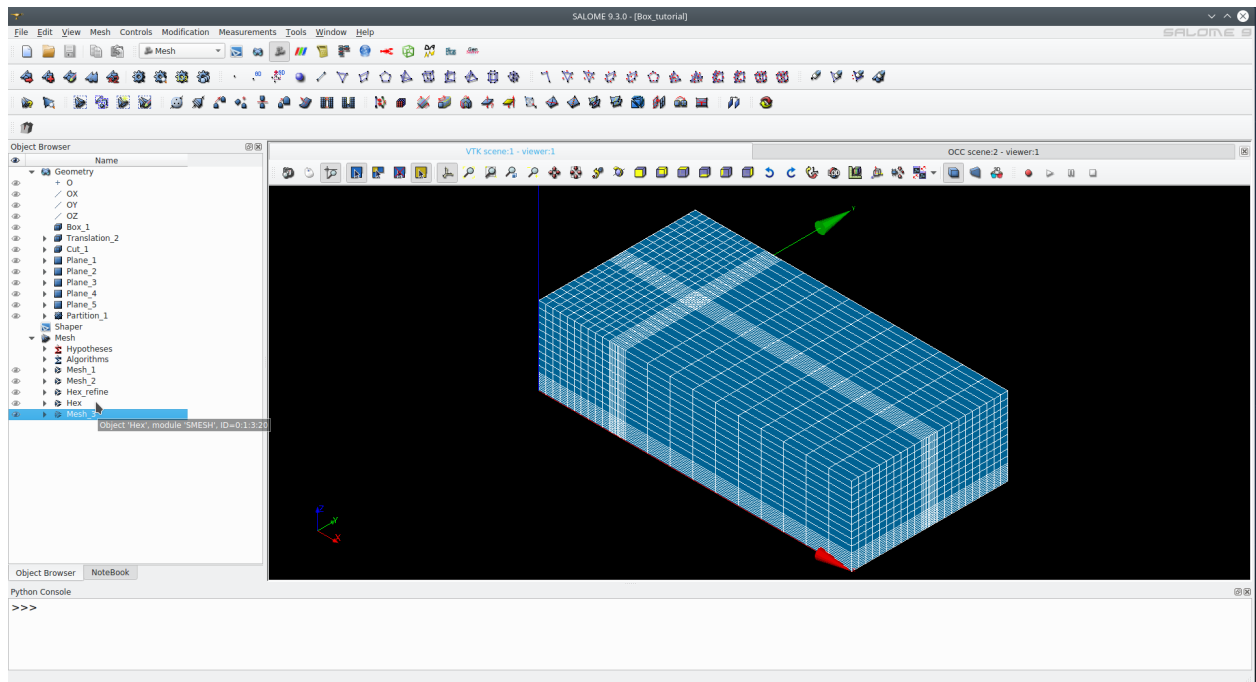 SALOME 9.3.0 - [Box_tutorial]
File Edit View Mesh Controls Modification Measurements Tools Window Help
SALOME 9
Mesh
Object Browser
Name
Geometry
O
OX
OY
OZ
Box_1
Translation_2
Cut_1
Plane_1
Plane_2
Plane_3
Plane_4
Plane_5
Partition_1
Shaper
Mesh
Hypotheses
Algorithms
Mesh_1
Mesh_2
Hex_refine
Hex
Mesh_3
Object 'Hex', module 'SMESH', ID=0:1:3:20
VTK scene:1 - viewer:1
OCC scene:2 - viewer:1
Y
Z
Y
X
Object Browser
NoteBook
Python Console
>>>